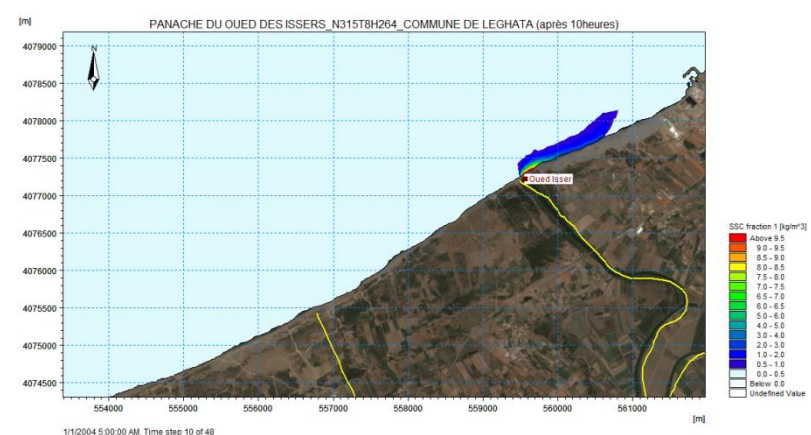 PANACHE DU OUED DES ISSERS_N315T8H264_COMMUNE DE LEGHATA (après 10heures)
[m]
4079000
4078500
4078000
4077500
4077000
4076500
4076000
4075500
4075000
4074500
N
Oued Isser
554000 555000 556000 557000 558000 559000 560000 561000
[m]
1/1/2004 5:00:00 AM. Time step 10 of 48
SSC fraction 1 [kg/m^3]
Above 9.5
9.0 - 9.5
8.5 - 9.0
8.0 - 8.5
7.5 - 8.0
7.0 - 7.5
6.5 - 7.0
6.0 - 6.5
5.0 - 6.0
4.0 - 5.0
3.0 - 4.0
2.0 - 3.0
1.0 - 2.0
0.5 - 1.0
0.0 - 0.5
Below 0.0
Undefined Value